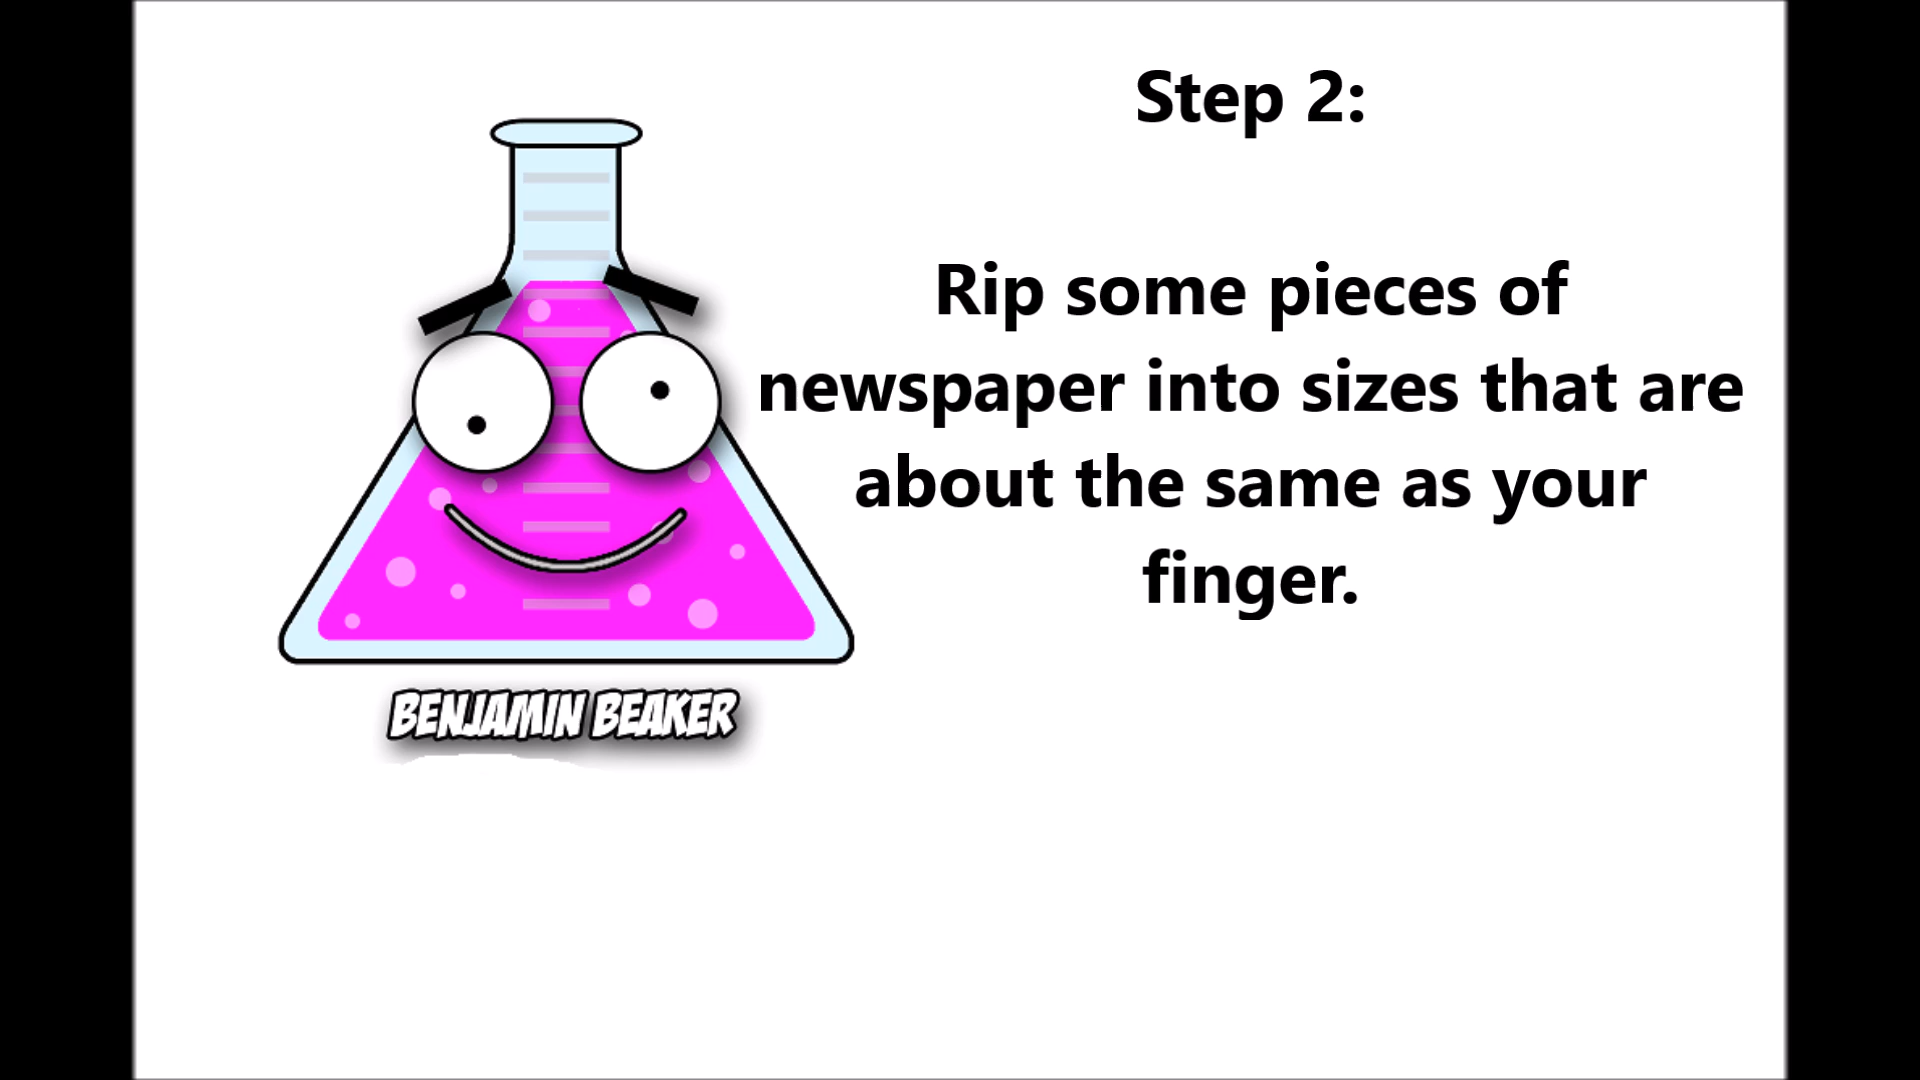 Step 2:
Rip some pieces of
newspaper into sizes that are
about the same as your
finger.
BENJAMIN BEAKER